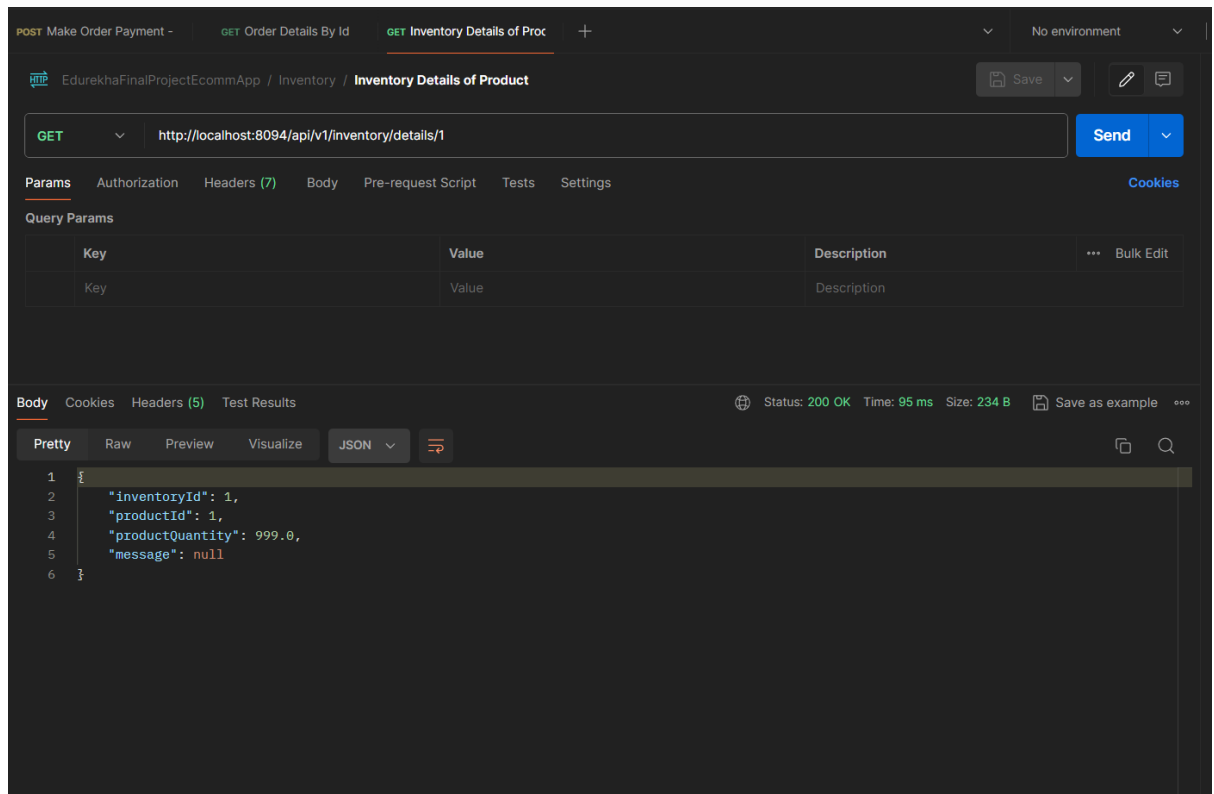 POST Make Order Payment - GET Order Details By Id GET Inventory Details of Proc No environment
HTTP EdurekhaFinalProjectEcommApp / Inventory / Inventory Details of Product Save
GET http://localhost:8094/api/v1/inventory/details/1 Send
Params Authorization Headers (7) Body Pre-request Script Tests Settings Cookies
Query Params
Key Value Description Bulk Edit
Key Value Description
Body Cookies Headers (5) Test Results Status: 200 OK Time: 95 ms Size: 234 B Save as example
Pretty Raw Preview Visualize JSON
1 {
2 "inventoryId": 1,
3 "productId": 1,
4 "productQuantity": 999.0,
5 "message": null
6 }